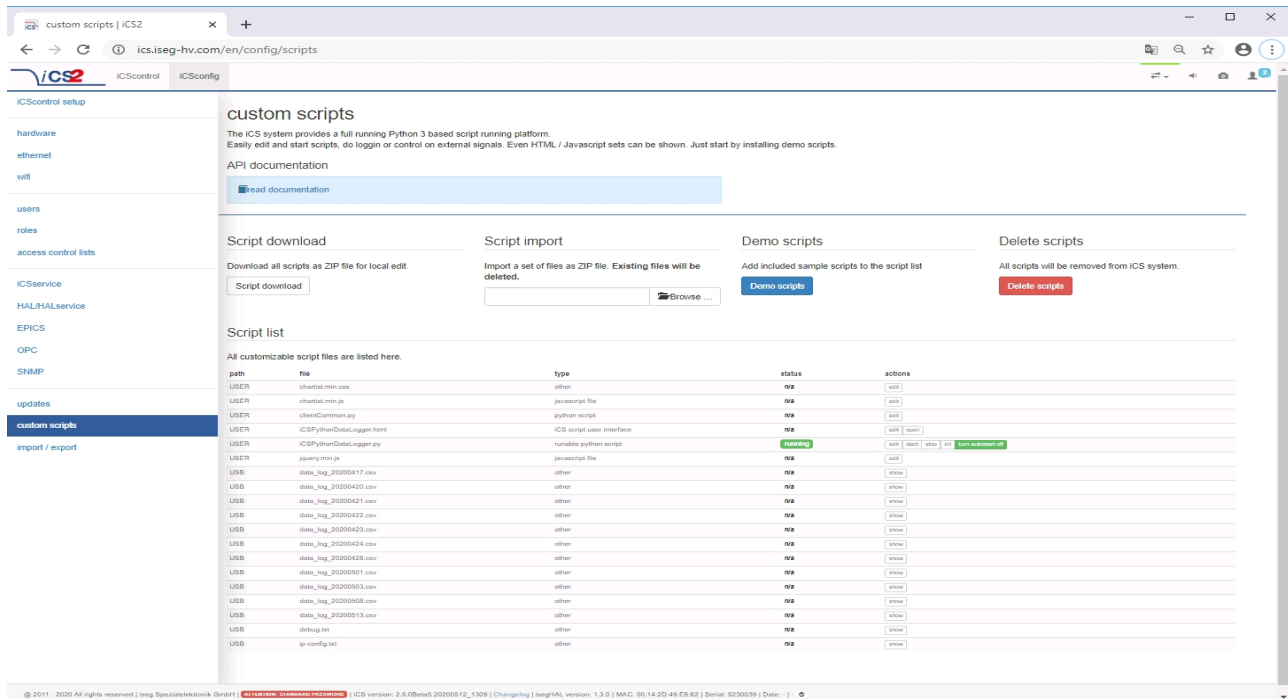 custom scripts | iCS2
ics.iseg-hv.com/en/config/scripts
iCS2 iCScontrol iCSconfig 2
iCScontrol setup
hardware
ethernet
wifi
users
roles
access control lists
iCSservice
HAL/HALservice
EPICS
OPC
SNMP
updates
custom scripts
import / export
custom scripts
The iCS system provides a full running Python 3 based script running platform.
Easily edit and start scripts, do loggin or control on external signals. Even HTML / Javascript sets can be shown. Just start by installing demo scripts.
API documentation
read documentation
Script download
Download all scripts as ZIP file for local edit.
Script download
Script import
Import a set of files as ZIP file. Existing files will be
deleted.
Browse ...
Demo scripts
Add included sample scripts to the script list
Demo scripts
Delete scripts
All scripts will be removed from iCS system.
Delete scripts
Script list
All customizable script files are listed here.
path file type status actions
USER chartist.min.css other n/a edit
USER chartist.min.js javascript file n/a edit
USER clientCommon.py python script n/a edit
USER iCSPythonDataLogger.html iCS script user interface n/a edit open
USER iCSPythonDataLogger.py runable python script running edit start stop kill turn autostart off
USER jquery.min.js javascript file n/a edit
USB data_log_20200417.csv other n/a show
USB data_log_20200420.csv other n/a show
USB data_log_20200421.csv other n/a show
USB data_log_20200422.csv other n/a show
USB data_log_20200423.csv other n/a show
USB data_log_20200424.csv other n/a show
USB data_log_20200428.csv other n/a show
USB data_log_20200501.csv other n/a show
USB data_log_20200503.csv other n/a show
USB data_log_20200508.csv other n/a show
USB data_log_20200513.csv other n/a show
USB debug.txt other n/a show
USB ip-config.txt other n/a show
@ 2011 - 2020 All rights reserved | iseg Spezialelektronik GmbH | ATTENTION: STANDARD PASSWORD | iCS version: 2.5.0Beta5 20200512_1309 | Changelog | isegHAL version: 1.3.0 | MAC: 00:14:2D:49:E8:62 | Serial: 5230039 | Date: - | -